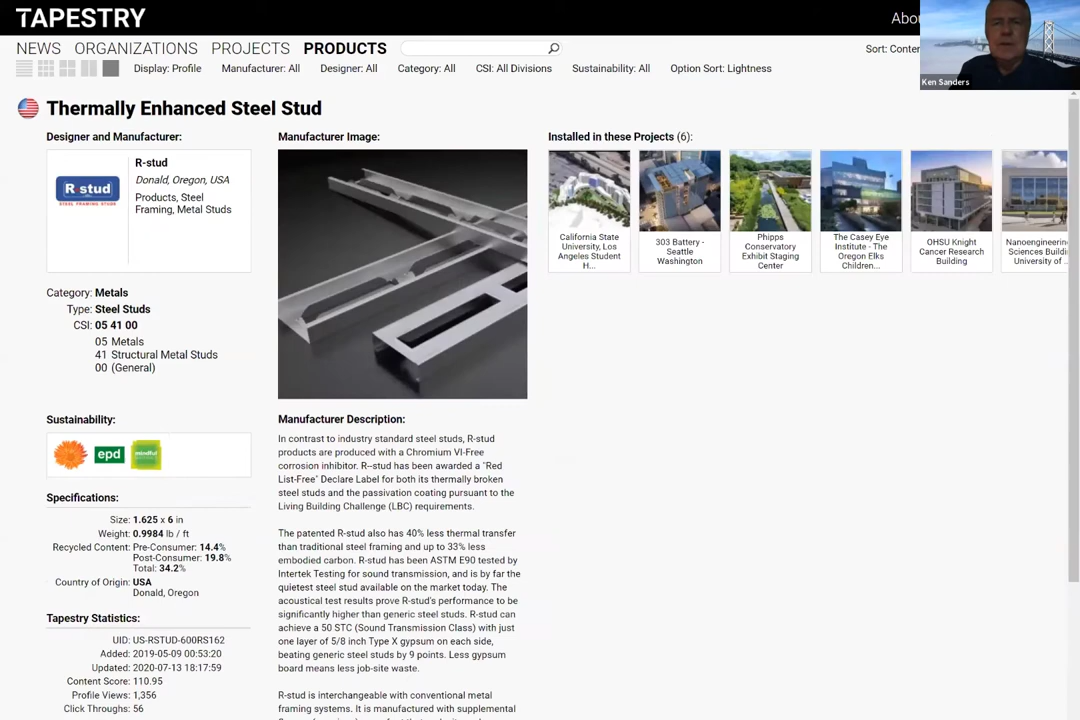 TAPESTRY
Abou
NEWS ORGANIZATIONS PROJECTS PRODUCTS
Sort: Conten
Display: Profile Manufacturer: All Designer: All Category: All CSI: All Divisions Sustainability: All Option Sort: Lightness
Ken Sanders
Thermally Enhanced Steel Stud
Designer and Manufacturer:
R-stud
STEEL FRAMING STUDS
R-stud
Donald, Oregon, USA
Products, Steel
Framing, Metal Studs
Category: Metals
Type: Steel Studs
CSI: 05 41 00
05 Metals
41 Structural Metal Studs
00 (General)
Sustainability:
epd
mindful
Specifications:
Size: 1.625 x 6 in
Weight: 0.9984 lb / ft
Recycled Content: Pre-Consumer: 14.4%
Post-Consumer: 19.8%
Total: 34.2%
Country of Origin: USA
Donald, Oregon
Tapestry Statistics:
UID: US-RSTUD-600RS162
Added: 2019-05-09 00:53:20
Updated: 2020-07-13 18:17:59
Content Score: 110.95
Profile Views: 1,356
Click Throughs: 56
Manufacturer Image:
Manufacturer Description:
In contrast to industry standard steel studs, R-stud
products are produced with a Chromium VI-Free
corrosion inhibitor. R--stud has been awarded a "Red
List-Free" Declare Label for both its thermally broken
steel studs and the passivation coating pursuant to the
Living Building Challenge (LBC) requirements.
The patented R-stud also has 40% less thermal transfer
than traditional steel framing and up to 33% less
embodied carbon. R-stud has been ASTM E90 tested by
Intertek Testing for sound transmission, and is by far the
quietest steel stud available on the market today. The
acoustical test results prove R-stud's performance to be
significantly higher than generic steel studs. R-stud can
achieve a 50 STC (Sound Transmission Class) with just
one layer of 5/8 inch Type X gypsum on each side,
beating generic steel studs by 9 points. Less gypsum
board means less job-site waste.
R-stud is interchangeable with conventional metal
framing systems. It is manufactured with supplemental
Installed in these Projects (6):
California State
University, Los
Angeles Student
H...
303 Battery -
Seattle
Washington
Phipps
Conservatory
Exhibit Staging
Center
The Casey Eye
Institute - The
Oregon Elks
Children...
OHSU Knight
Cancer Research
Building
Nanoengineerin
Sciences Buildin
University of ..